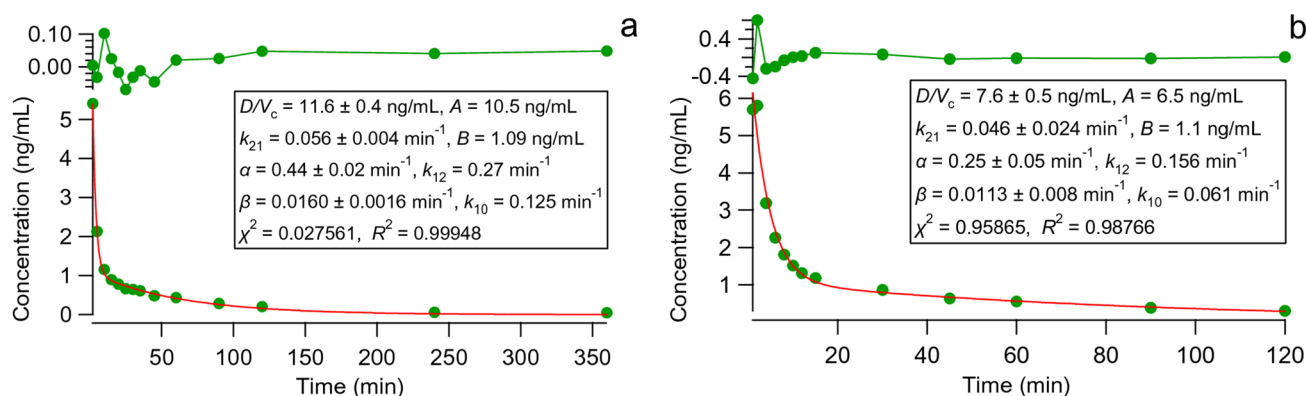 a
0.10
0.00
Concentration (ng/mL)
5
4
3
2
1
0
D/Vc = 11.6 ± 0.4 ng/mL, A = 10.5 ng/mL
k21 = 0.056 ± 0.004 min-1, B = 1.09 ng/mL
α = 0.44 ± 0.02 min-1, k12 = 0.27 min-1
β = 0.0160 ± 0.0016 min-1, k10 = 0.125 min-1
χ2 = 0.027561, R2 = 0.99948
50
100
150
200
250
300
350
Time (min)
b
0.4
-0.4
Concentration (ng/mL)
6
5
4
3
2
1
D/Vc = 7.6 ± 0.5 ng/mL, A = 6.5 ng/mL
k21 = 0.046 ± 0.024 min-1, B = 1.1 ng/mL
α = 0.25 ± 0.05 min-1, k12 = 0.156 min-1
β = 0.0113 ± 0.008 min-1, k10 = 0.061 min-1
χ2 = 0.95865, R2 = 0.98766
20
40
60
80
100
120
Time (min)